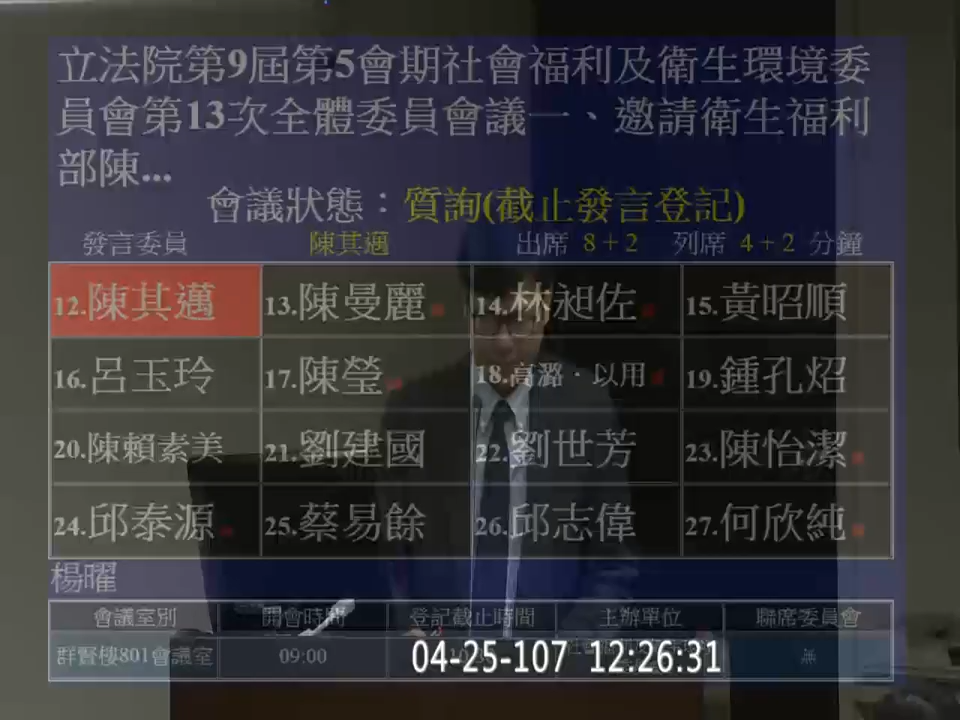 立法院第9屆第5會期社會福利及衛生環境委
員會第13次全體委員會議一、邀請衛生福利
部陳...
會議狀態：質詢(截止發言登記)
發言委員 陳其邁 出席 8+2 列席 4+2 分鐘
12.陳其邁 13.陳曼麗 14.林昶佐 15.黃昭順
16.呂玉玲 17.陳瑩 18.高潞．以用 19.鍾孔炤
20.陳賴素美 21.劉建國 22.劉世芳 23.陳怡潔
24.邱泰源 25.蔡易餘 26.邱志偉 27.何欣純
楊曜
會議室別 開會時間 登記截止時間 主辦單位 聯席委員會
群賢樓801會議室 09:00 無
04-25-107 12:26:31